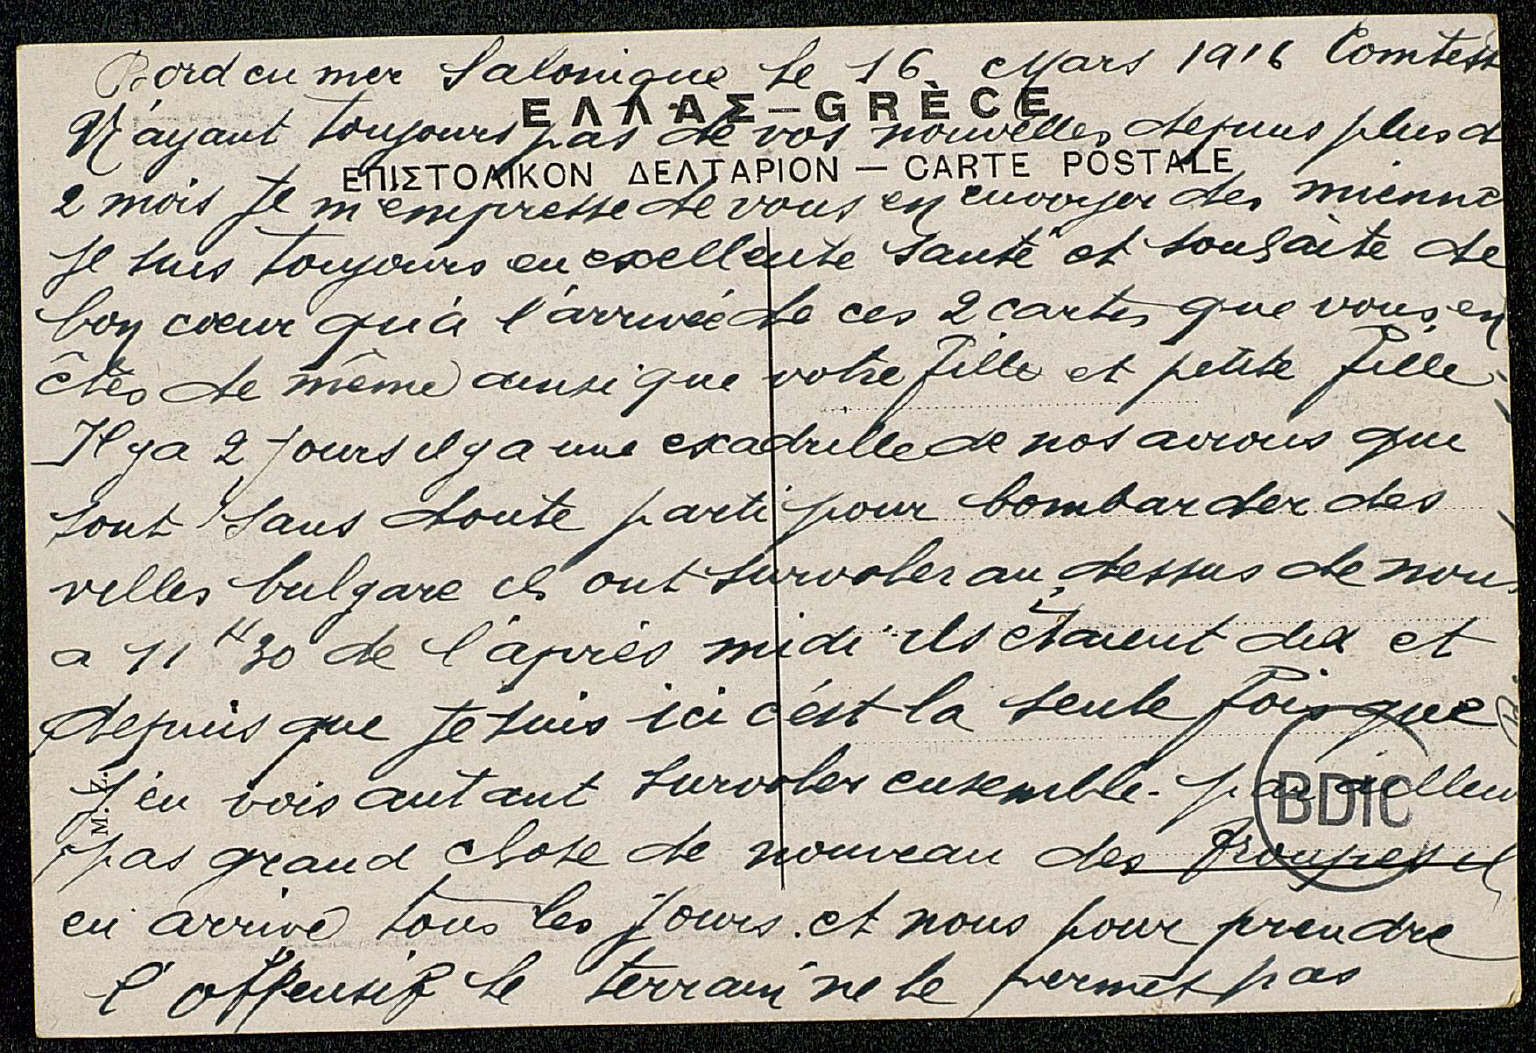 Bord en mer Salonique le 16 Mars 1916 Comtess
ΕΛΛΑΣ – GRÈCE
N'ayant toujours pas de vos nouvelles depuis plus d
ΕΠΙΣΤΟΛΙΚΟΝ ΔΕΛΤΑΡΙΟΝ – CARTE POSTALE
2 mois Je m'empresse de vous en envoyer des mienne
Je suis toujours en excellente santé et souhaite de
bon cœur qu'à l'arrivée de ces 2 cartes que vous en
êtes de même ainsi que votre fille et petite fille
Il y a 2 jours il y a une escadrille de nos avions que
sont sans doute parti pour bombarder des
villes bulgare ils ont survoler au dessus de nous
a 11 H 30 de l'après midi ils étaient dix et
depuis que Je suis ici c'est la seule fois que
J'en vois autant survoler ensemble - par ailleur
M. Z.
BDIC
pas grand chose de nouveau des troupes il
en arrive tous les Jours. et nous pour prendre
l'offensif le terrain ne le permet pas